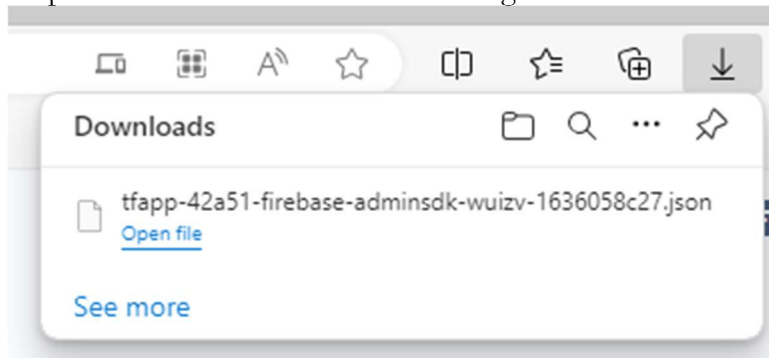 Downloads
tfapp-42a51-firebase-adminsdk-wuizv-1636058c27.json
Open file
See more